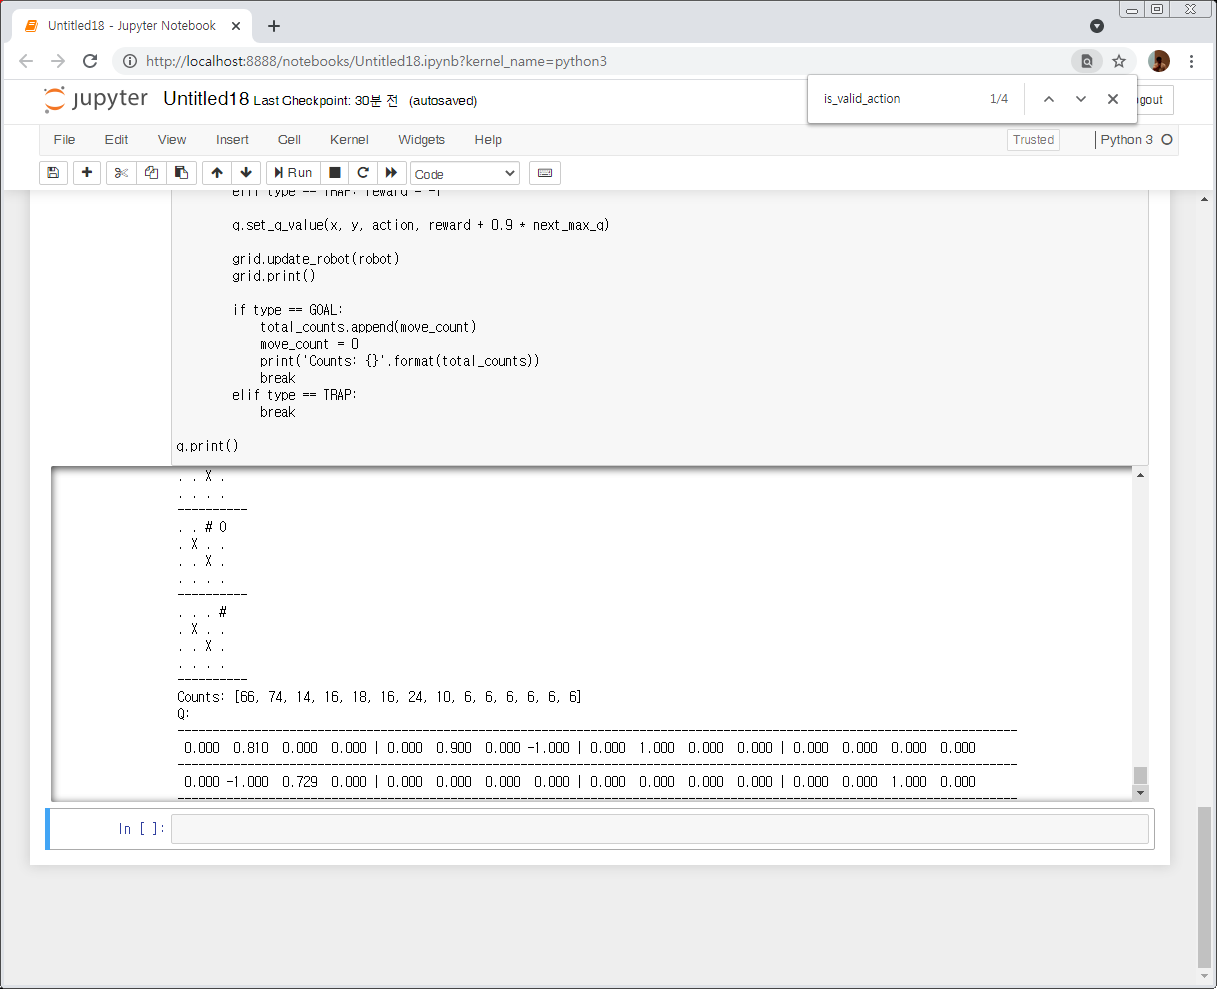 Untitled18 - Jupyter Notebook
http://localhost:8888/notebooks/Untitled18.ipynb?kernel_name=python3
jupyter Untitled18 Last Checkpoint: 30분 전 (autosaved)
is_valid_action 1/4
ogout
File Edit View Insert Cell Kernel Widgets Help
Trusted Python 3
Run Code
elif type == TRAP: reward = -1
q.set_q_value(x, y, action, reward + 0.9 * next_max_q)
grid.update_robot(robot)
grid.print()
if type == GOAL:
total_counts.append(move_count)
move_count = 0
print('Counts: {}'.format(total_counts))
break
elif type == TRAP:
break
q.print()
. . X .
. . . .
----------
. . # O
. X . .
. . X .
. . . .
----------
. . . #
. X . .
. . X .
. . . .
----------
Counts: [66, 74, 14, 16, 18, 16, 24, 10, 6, 6, 6, 6, 6, 6]
Q:
0.000 0.810 0.000 0.000 | 0.000 0.900 0.000 -1.000 | 0.000 1.000 0.000 0.000 | 0.000 0.000 0.000 0.000
0.000 -1.000 0.729 0.000 | 0.000 0.000 0.000 0.000 | 0.000 0.000 0.000 0.000 | 0.000 0.000 1.000 0.000
In [ ]: